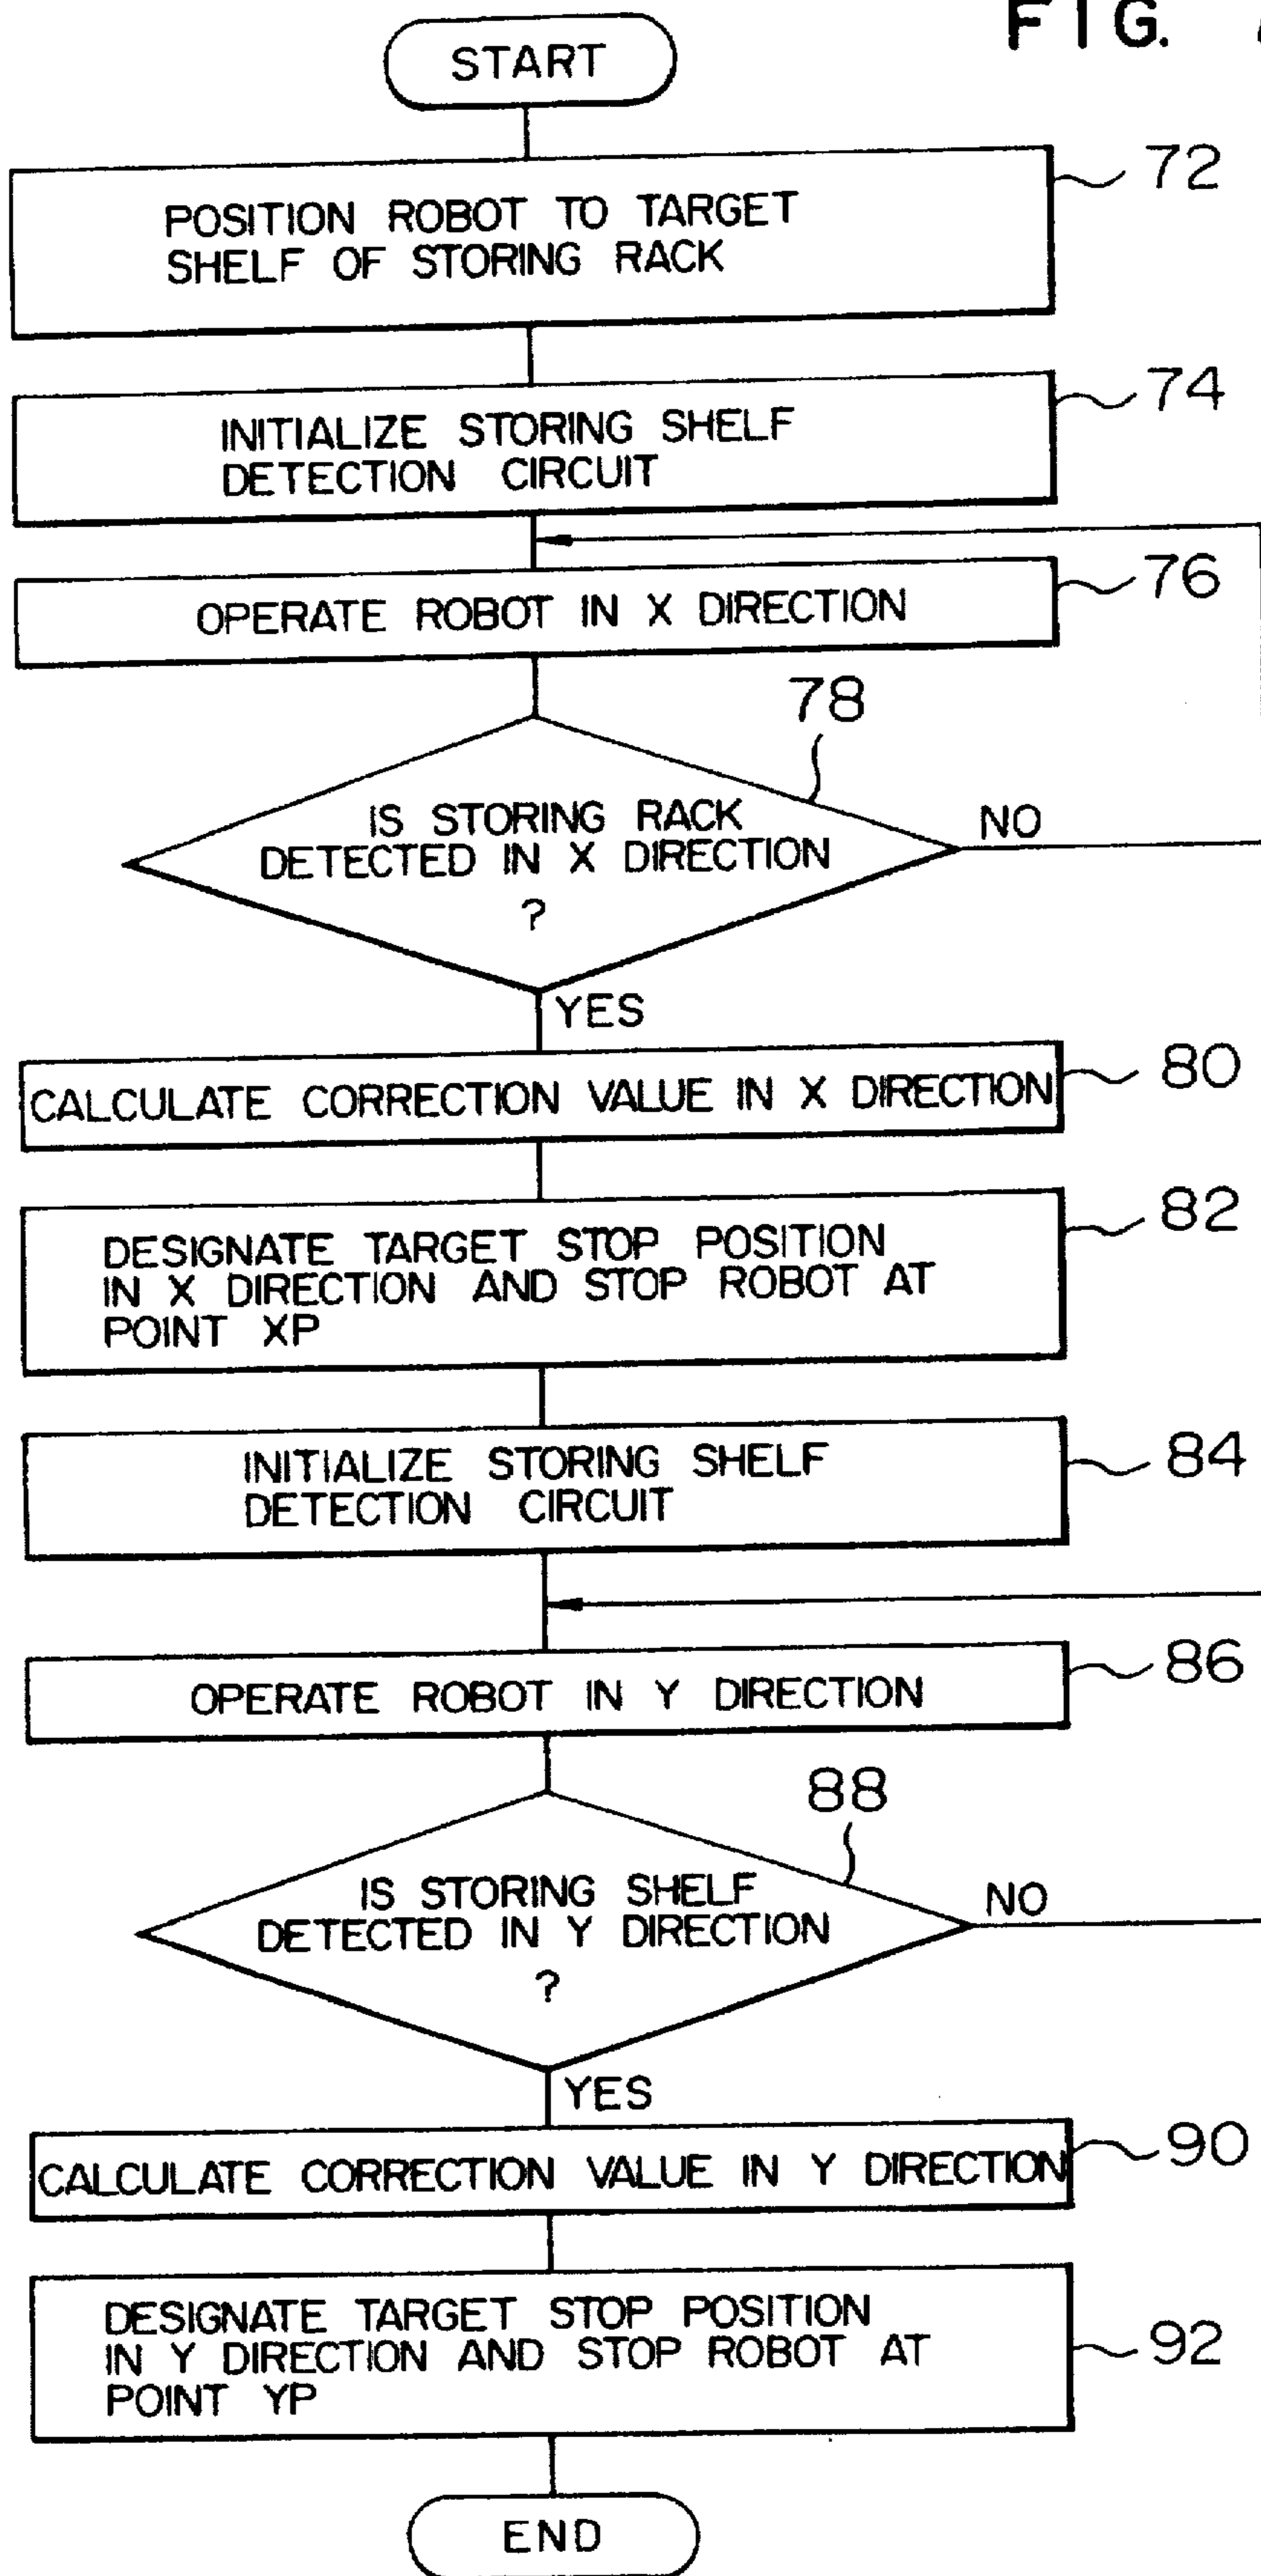 FIG.
START
72
POSITION ROBOT TO TARGET
SHELF OF STORING RACK
74
INITIALIZE STORING SHELF
DETECTION CIRCUIT
76
OPERATE ROBOT IN X DIRECTION
78
IS STORING RACK
DETECTED IN X DIRECTION
?
NO
YES
80
CALCULATE CORRECTION VALUE IN X DIRECTION
82
DESIGNATE TARGET STOP POSITION
IN X DIRECTION AND STOP ROBOT AT
POINT XP
84
INITIALIZE STORING SHELF
DETECTION CIRCUIT
86
OPERATE ROBOT IN Y DIRECTION
88
IS STORING SHELF
DETECTED IN Y DIRECTION
?
NO
YES
90
CALCULATE CORRECTION VALUE IN Y DIRECTION
92
DESIGNATE TARGET STOP POSITION
IN Y DIRECTION AND STOP ROBOT AT
POINT YP
END